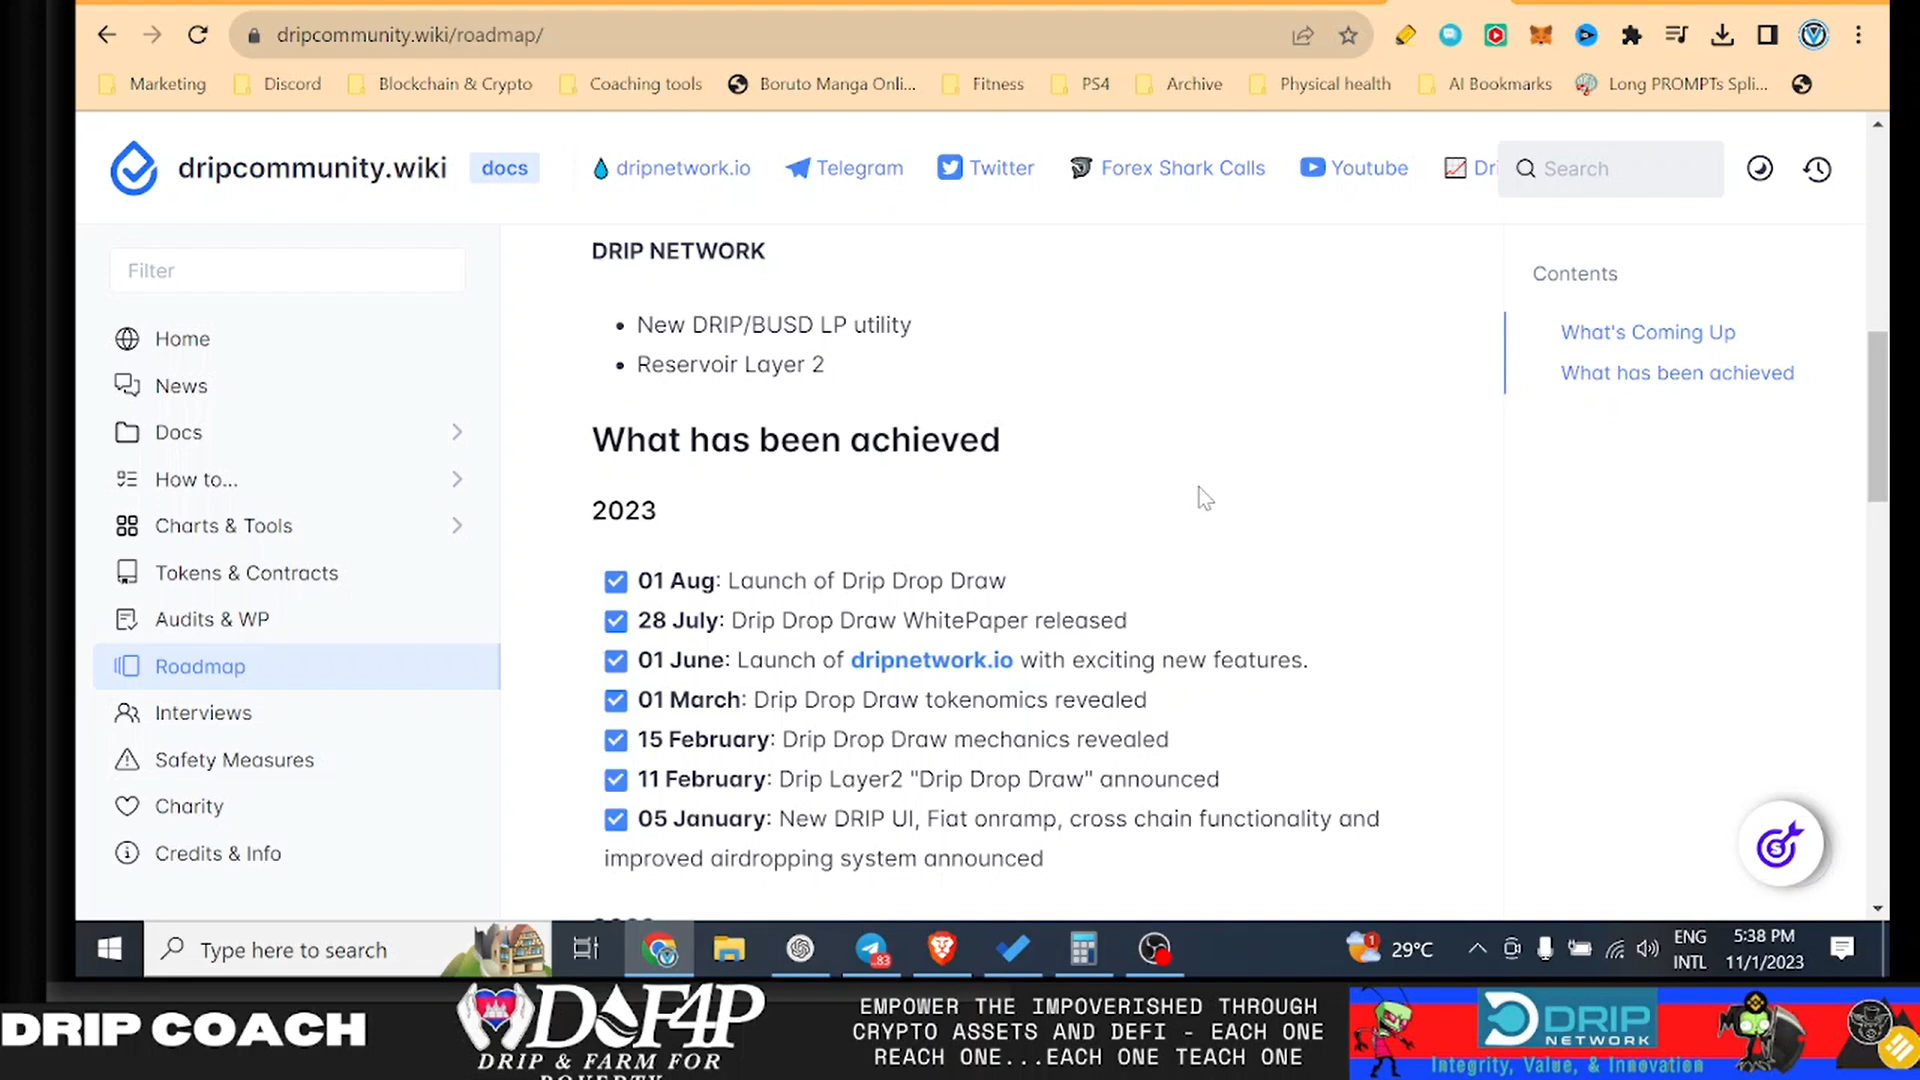 dripcommunity.wiki/roadmap/
Marketing
Discord
Blockchain & Crypto
Coaching tools
Boruto Manga Onli...
Fitness
PS4
Archive
Physical health
AI Bookmarks
Long PROMPTs Spli...
dripcommunity.wiki
docs
dripnetwork.io
Telegram
Twitter
Forex Shark Calls
Youtube
Dri
Search
Filter
Home
News
Docs
How to...
Charts & Tools
Tokens & Contracts
Audits & WP
Roadmap
Interviews
Safety Measures
Charity
Credits & Info
DRIP NETWORK
New DRIP/BUSD LP utility
Reservoir Layer 2
What has been achieved
2023
01 Aug: Launch of Drip Drop Draw
28 July: Drip Drop Draw WhitePaper released
01 June: Launch of dripnetwork.io with exciting new features.
01 March: Drip Drop Draw tokenomics revealed
15 February: Drip Drop Draw mechanics revealed
11 February: Drip Layer2 "Drip Drop Draw" announced
05 January: New DRIP UI, Fiat onramp, cross chain functionality and
improved airdropping system announced
Contents
What's Coming Up
What has been achieved
Type here to search
83
1
29°C
ENG
INTL
5:38 PM
11/1/2023
DRIP COACH
DOF4P
DRIP & FARM FOR
POVERTY
EMPOWER THE IMPOVERISHED THROUGH
CRYPTO ASSETS AND DEFI - EACH ONE
REACH ONE...EACH ONE TEACH ONE
DRIP
NETWORK
Integrity, Value, & Innovation